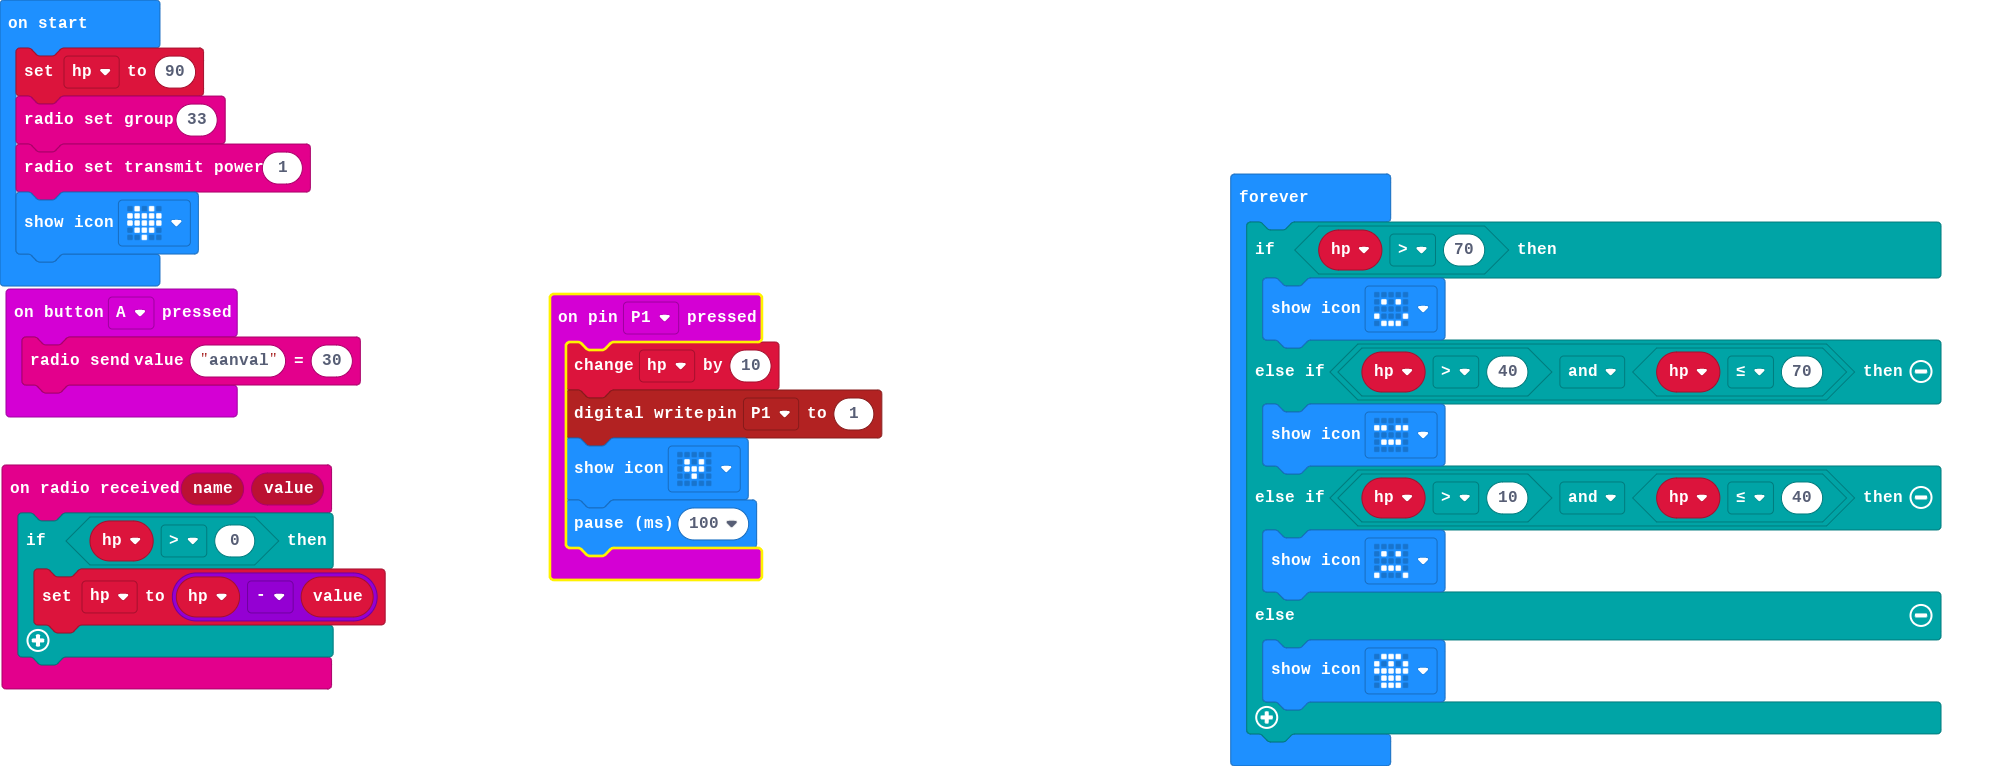 on start
set hp to 90
radio set group 33
radio set transmit power 1
show icon
on button A pressed
radio send value "aanval" = 30
on radio received name value
if hp > 0 then
set hp to hp - value
on pin P1 pressed
change hp by 10
digital write pin P1 to 1
show icon
pause (ms) 100
forever
if hp > 70 then
show icon
else if hp > 40 and hp ≤ 70 then
show icon
else if hp > 10 and hp ≤ 40 then
show icon
else
show icon